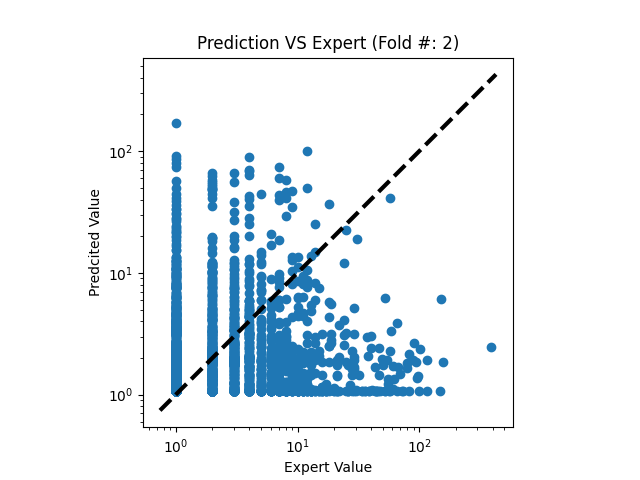 Prediction VS Expert (Fold #: 2)
Predcited Value
10²
10¹
10⁰
10⁰ 10¹ 10²
Expert Value